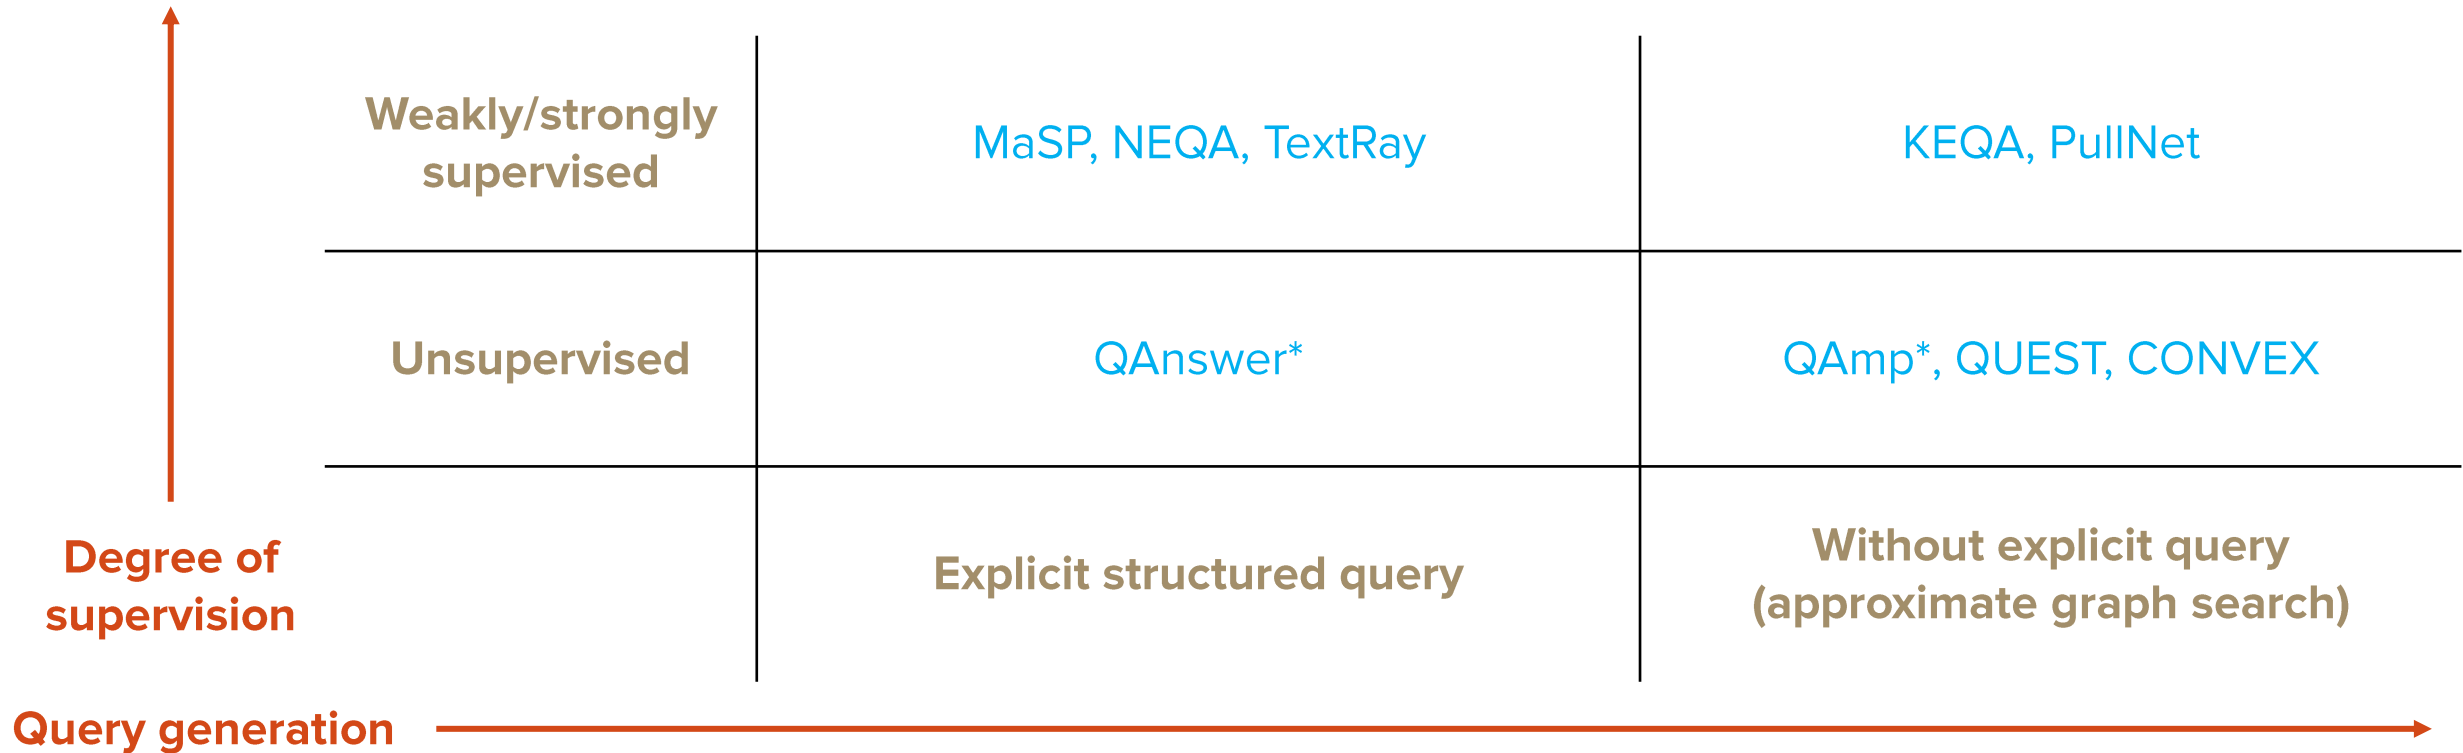 Weakly/strongly
supervised
MaSP, NEQA, TextRay
KEQA, PullNet
Unsupervised
QAnswer*
QAmp*, QUEST, CONVEX
Degree of
supervision
Explicit structured query
Without explicit query
(approximate graph search)
Query generation